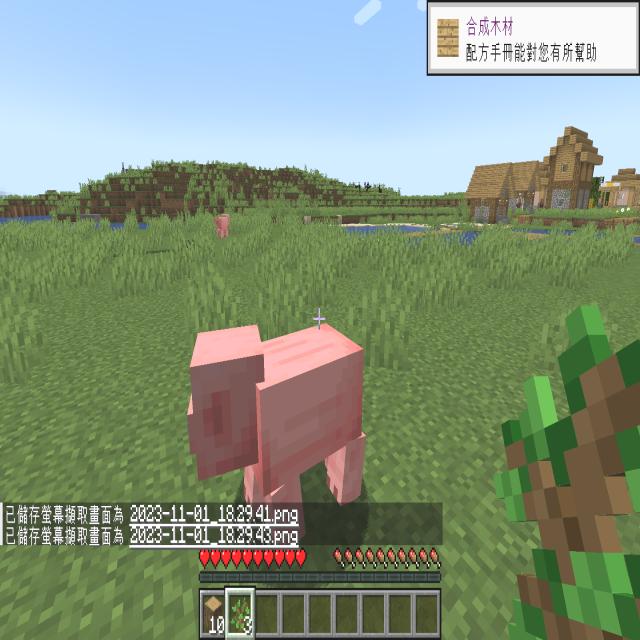 合成木材
配方手冊能對您有所幫助
已儲存螢幕擷取畫面為 2023-11-01_18.29.41.png
已儲存螢幕擷取畫面為 2023-11-01_18.29.43.png
10 3